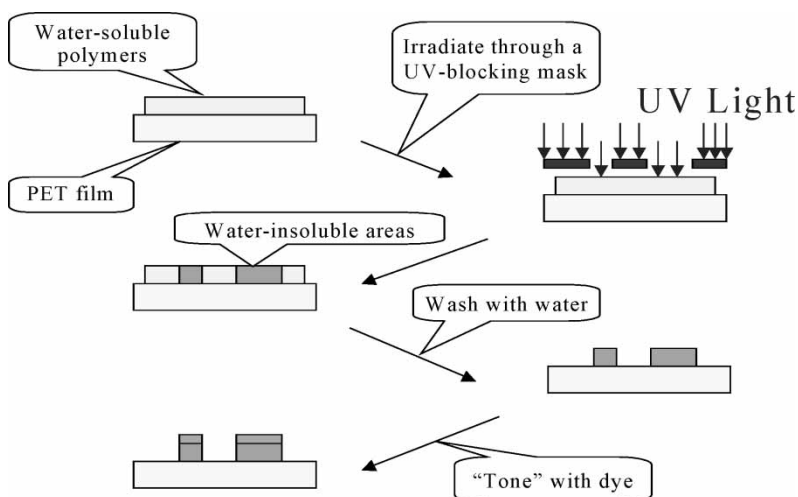 Water-soluble
polymers
Irradiate through a
UV-blocking mask
UV Light
PET film
Water-insoluble areas
Wash with water
“Tone” with dye